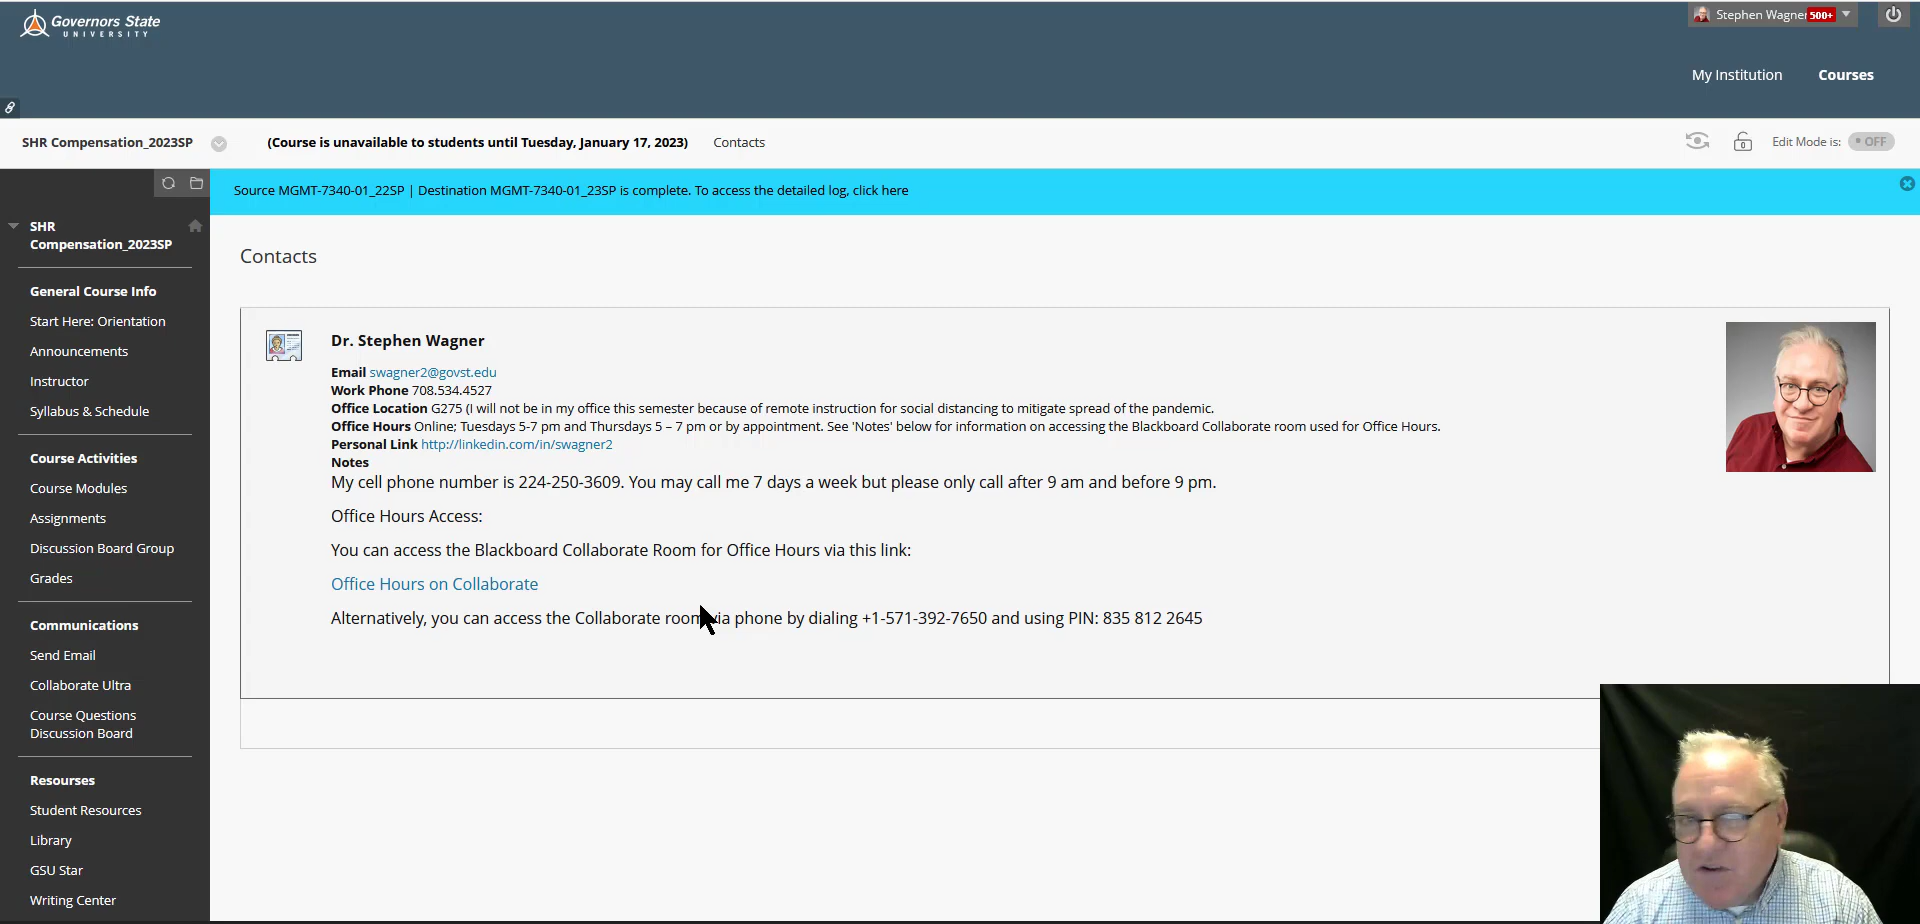 Governors State
UNIVERSITY
Stephen Wagner 500+
My Institution Courses
SHR Compensation_2023SP (Course is unavailable to students until Tuesday, January 17, 2023) Contacts Edit Mode is: • OFF
Source MGMT-7340-01_22SP | Destination MGMT-7340-01_23SP is complete. To access the detailed log, click here
SHR
Compensation_2023SP
General Course Info
Start Here: Orientation
Announcements
Instructor
Syllabus & Schedule
Course Activities
Course Modules
Assignments
Discussion Board Group
Grades
Communications
Send Email
Collaborate Ultra
Course Questions
Discussion Board
Resourses
Student Resources
Library
GSU Star
Writing Center
Contacts
Dr. Stephen Wagner
Email swagner2@govst.edu
Work Phone 708.534.4527
Office Location G275 (I will not be in my office this semester because of remote instruction for social distancing to mitigate spread of the pandemic.
Office Hours Online; Tuesdays 5-7 pm and Thursdays 5 – 7 pm or by appointment. See 'Notes' below for information on accessing the Blackboard Collaborate room used for Office Hours.
Personal Link http://linkedin.com/in/swagner2
Notes
My cell phone number is 224-250-3609. You may call me 7 days a week but please only call after 9 am and before 9 pm.
Office Hours Access:
You can access the Blackboard Collaborate Room for Office Hours via this link:
Office Hours on Collaborate
Alternatively, you can access the Collaborate room via phone by dialing +1-571-392-7650 and using PIN: 835 812 2645